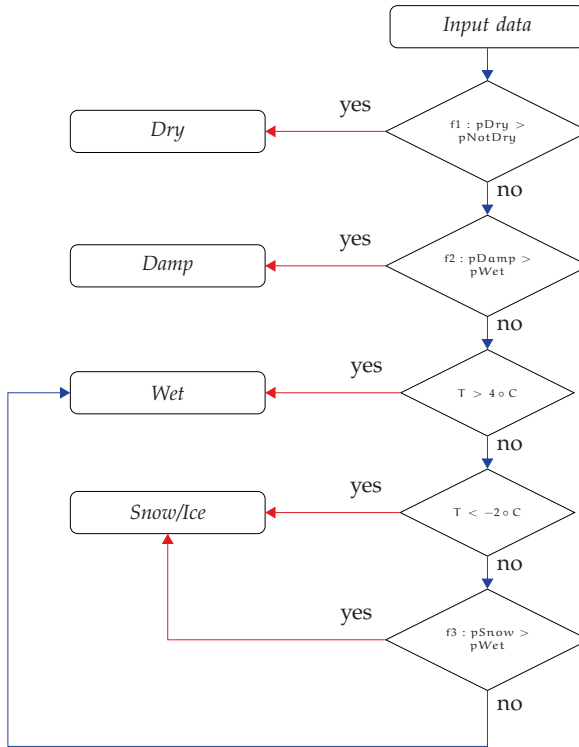 Input data
yes
Dry
f1 : pDry >
pNotDry
no
yes
Damp
f2 : pDamp >
pWet
no
yes
Wet
T > 4 ∘ C
no
yes
Snow/Ice
T < −2 ∘ C
no
yes
f3 : pSnow >
pWet
no